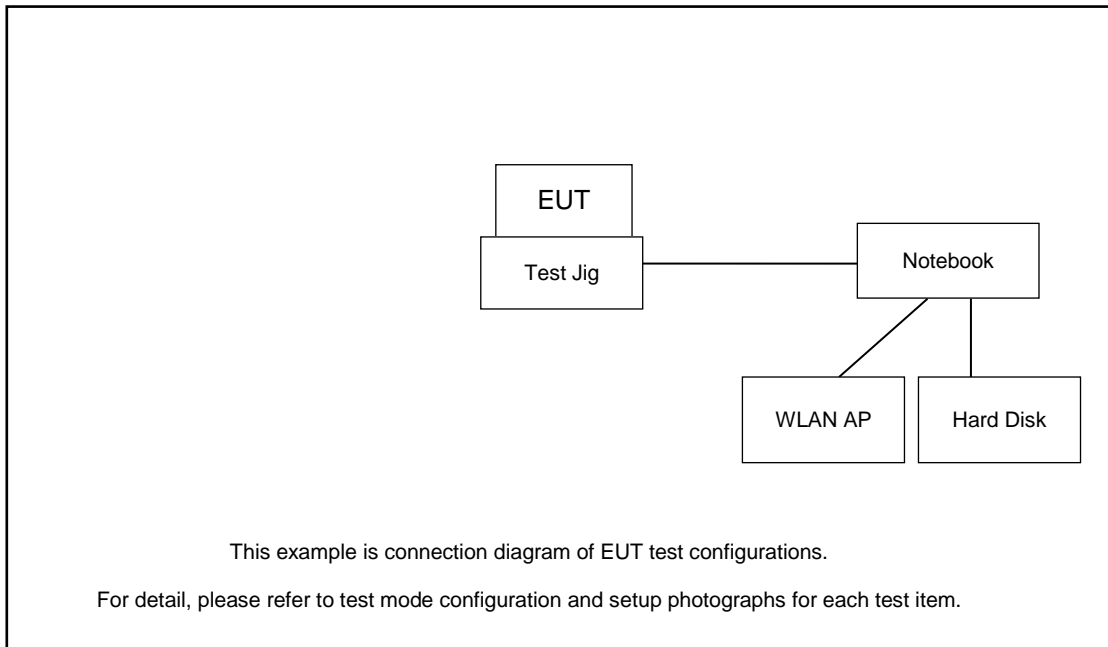 EUT
Test Jig
Notebook
WLAN AP
Hard Disk
This example is connection diagram of EUT test configurations.
For detail, please refer to test mode configuration and setup photographs for each test item.